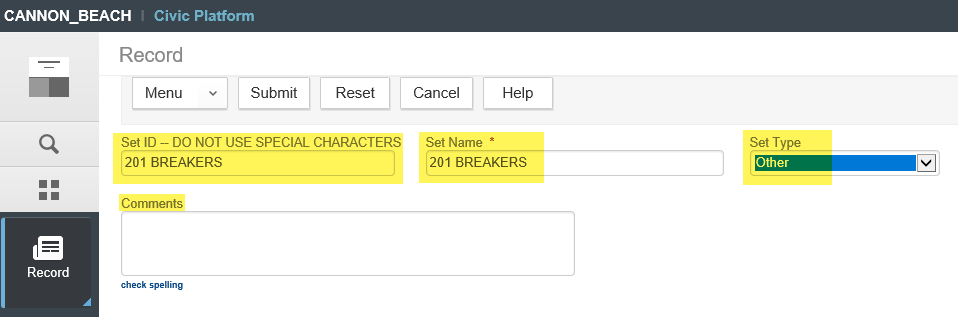 CANNON_BEACH | Civic Platform
Record
Menu Submit Reset Cancel Help
Set ID -- DO NOT USE SPECIAL CHARACTERS Set Name * Set Type
201 BREAKERS 201 BREAKERS Other
Comments
Record
check spelling